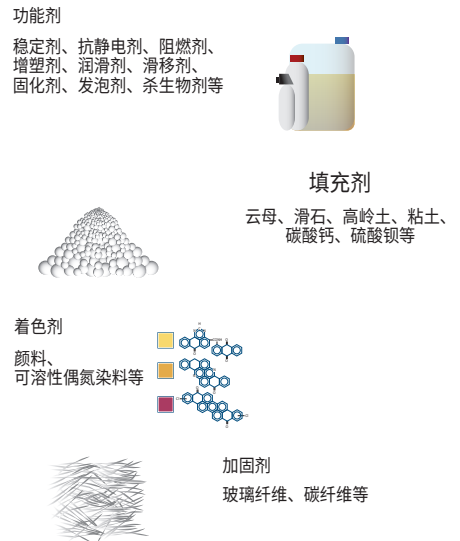 功能剂
稳定剂、抗静电剂、阻燃剂、
增塑剂、润滑剂、滑移剂、
固化剂、发泡剂、杀生物剂等
填充剂
云母、滑石、高岭土、粘土、
碳酸钙、硫酸钡等
着色剂
颜料、
可溶性偶氮染料等
加固剂
玻璃纤维、碳纤维等